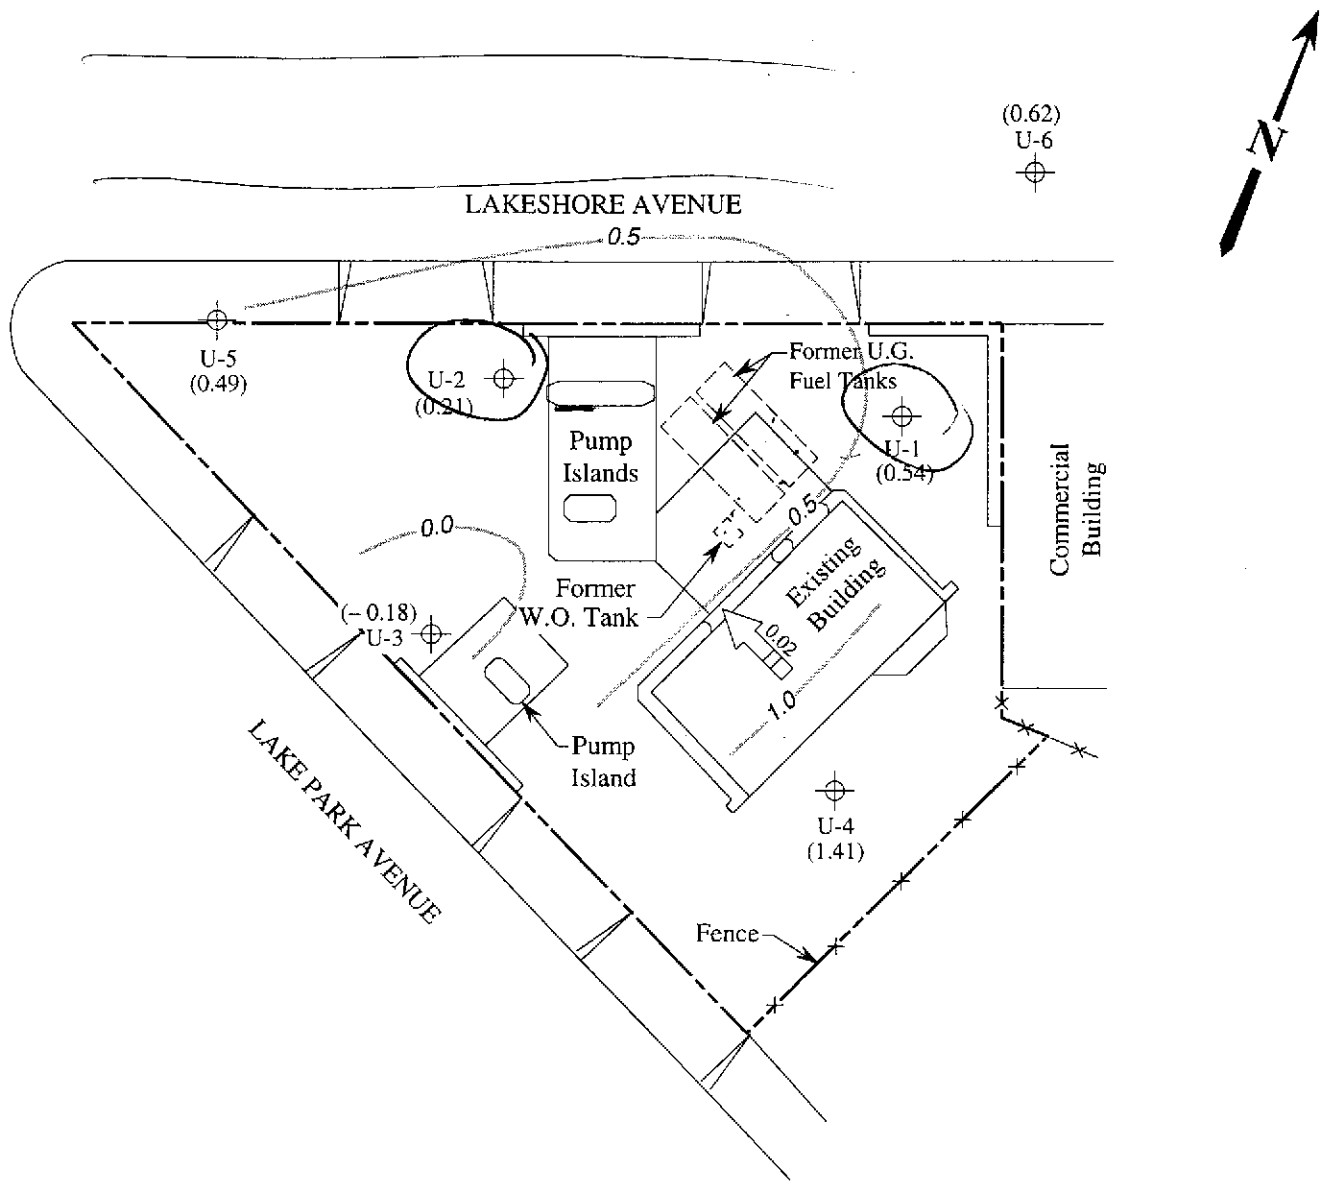 (0.62)
U-6
N
LAKESHORE AVENUE
0.5
U-5
(0.49)
U-2
(0.21)
Former U.G.
Fuel Tanks
U-1
(0.54)
Pump
Islands
Commercial
Building
0.0
0.5
Former
W.O. Tank
Existing
Building
0.02
(– 0.18)
U-3
1.0
Pump
Island
LAKE PARK AVENUE
U-4
(1.41)
Fence